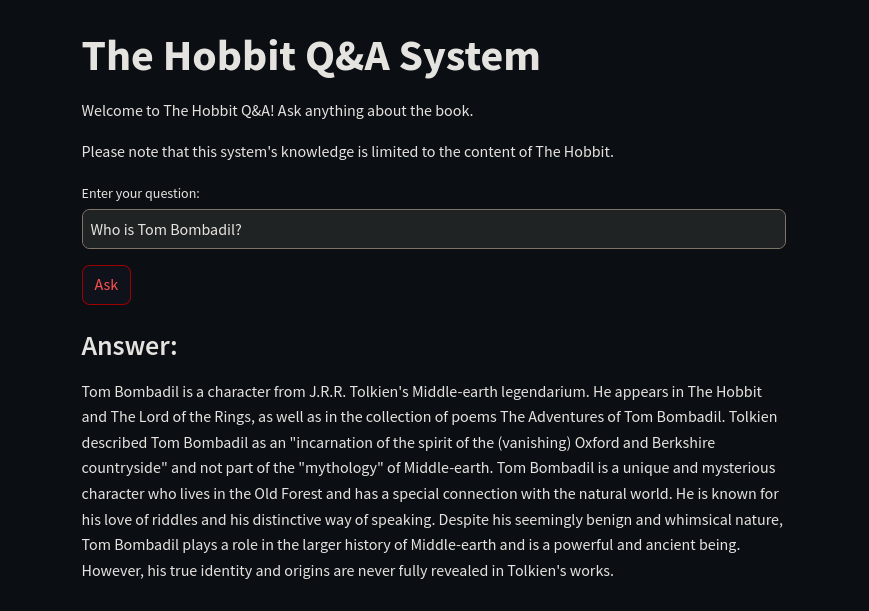 The Hobbit Q&A System
Welcome to The Hobbit Q&A! Ask anything about the book.
Please note that this system's knowledge is limited to the content of The Hobbit.
Enter your question:
Who is Tom Bombadil?
Ask
Answer:
Tom Bombadil is a character from J.R.R. Tolkien's Middle-earth legendarium. He appears in The Hobbit
and The Lord of the Rings, as well as in the collection of poems The Adventures of Tom Bombadil. Tolkien
described Tom Bombadil as an "incarnation of the spirit of the (vanishing) Oxford and Berkshire
countryside" and not part of the "mythology" of Middle-earth. Tom Bombadil is a unique and mysterious
character who lives in the Old Forest and has a special connection with the natural world. He is known for
his love of riddles and his distinctive way of speaking. Despite his seemingly benign and whimsical nature,
Tom Bombadil plays a role in the larger history of Middle-earth and is a powerful and ancient being.
However, his true identity and origins are never fully revealed in Tolkien's works.